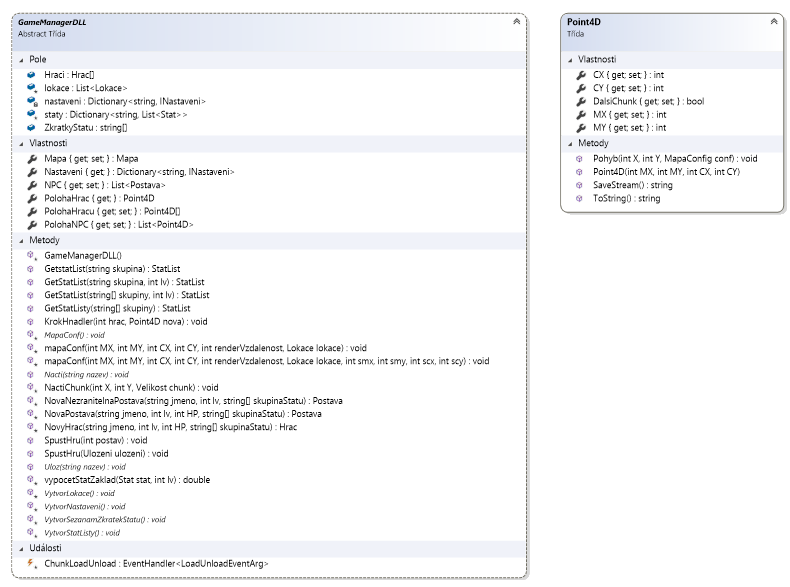 GameManagerDLL
Abstract Třída
Pole
Hraci : Hrac[]
lokace : List<Lokace>
nastaveni : Dictionary<string, INastaveni>
staty : Dictionary<string, List<Stat>>
ZkratkyStatu : string[]
Vlastnosti
Mapa { get; set; } : Mapa
Nastaveni { get; } : Dictionary<string, INastaveni>
NPC { get; set; } : List<Postava>
PolohaHrac { get; } : Point4D
PolohaHracu { get; set; } : Point4D[]
PolohaNPC { get; set; } : List<Point4D>
Metody
GameManagerDLL()
GetstatList(string skupina) : StatList
GetStatList(string skupina, int lv) : StatList
GetStatList(string[] skupiny, int lv) : StatList
GetStatListy(string[] skupiny) : StatList
KrokHnadler(int hrac, Point4D nova) : void
MapaConf() : void
mapaConf(int MX, int MY, int CX, int CY, int renderVzdalenost, Lokace lokace) : void
mapaConf(int MX, int MY, int CX, int CY, int renderVzdalenost, Lokace lokace, int smx, int smy, int scx, int scy) : void
Nacti(string nazev) : void
NactiChunk(int X, int Y, Velikost chunk) : void
NovaNezranitelnaPostava(string jmeno, int lv, string[] skupinaStatu) : Postava
NovaPostava(string jmeno, int lv, int HP, string[] skupinaStatu) : Postava
NovyHrac(string jmeno, int lv, int HP, string[] skupinaStatu) : Hrac
SpustHru(int postav) : void
SpustHru(Ulozeni ulozeni) : void
Uloz(string nazev) : void
vypocetStatZaklad(Stat stat, int lv) : double
VytvorLokace() : void
VytvorNastaveni() : void
VytvorSezanamZkratekStatu() : void
VytvorStatListy() : void
Události
ChunkLoadUnload : EventHandler<LoadUnloadEventArg>
Point4D
Třída
Vlastnosti
CX { get; set; } : int
CY { get; set; } : int
DalsiChunk { get; set; } : bool
MX { get; set; } : int
MY { get; set; } : int
Metody
Pohyb(int X, int Y, MapaConfig conf) : void
Point4D(int MX, int MY, int CX, int CY)
SaveStream() : string
ToString() : string